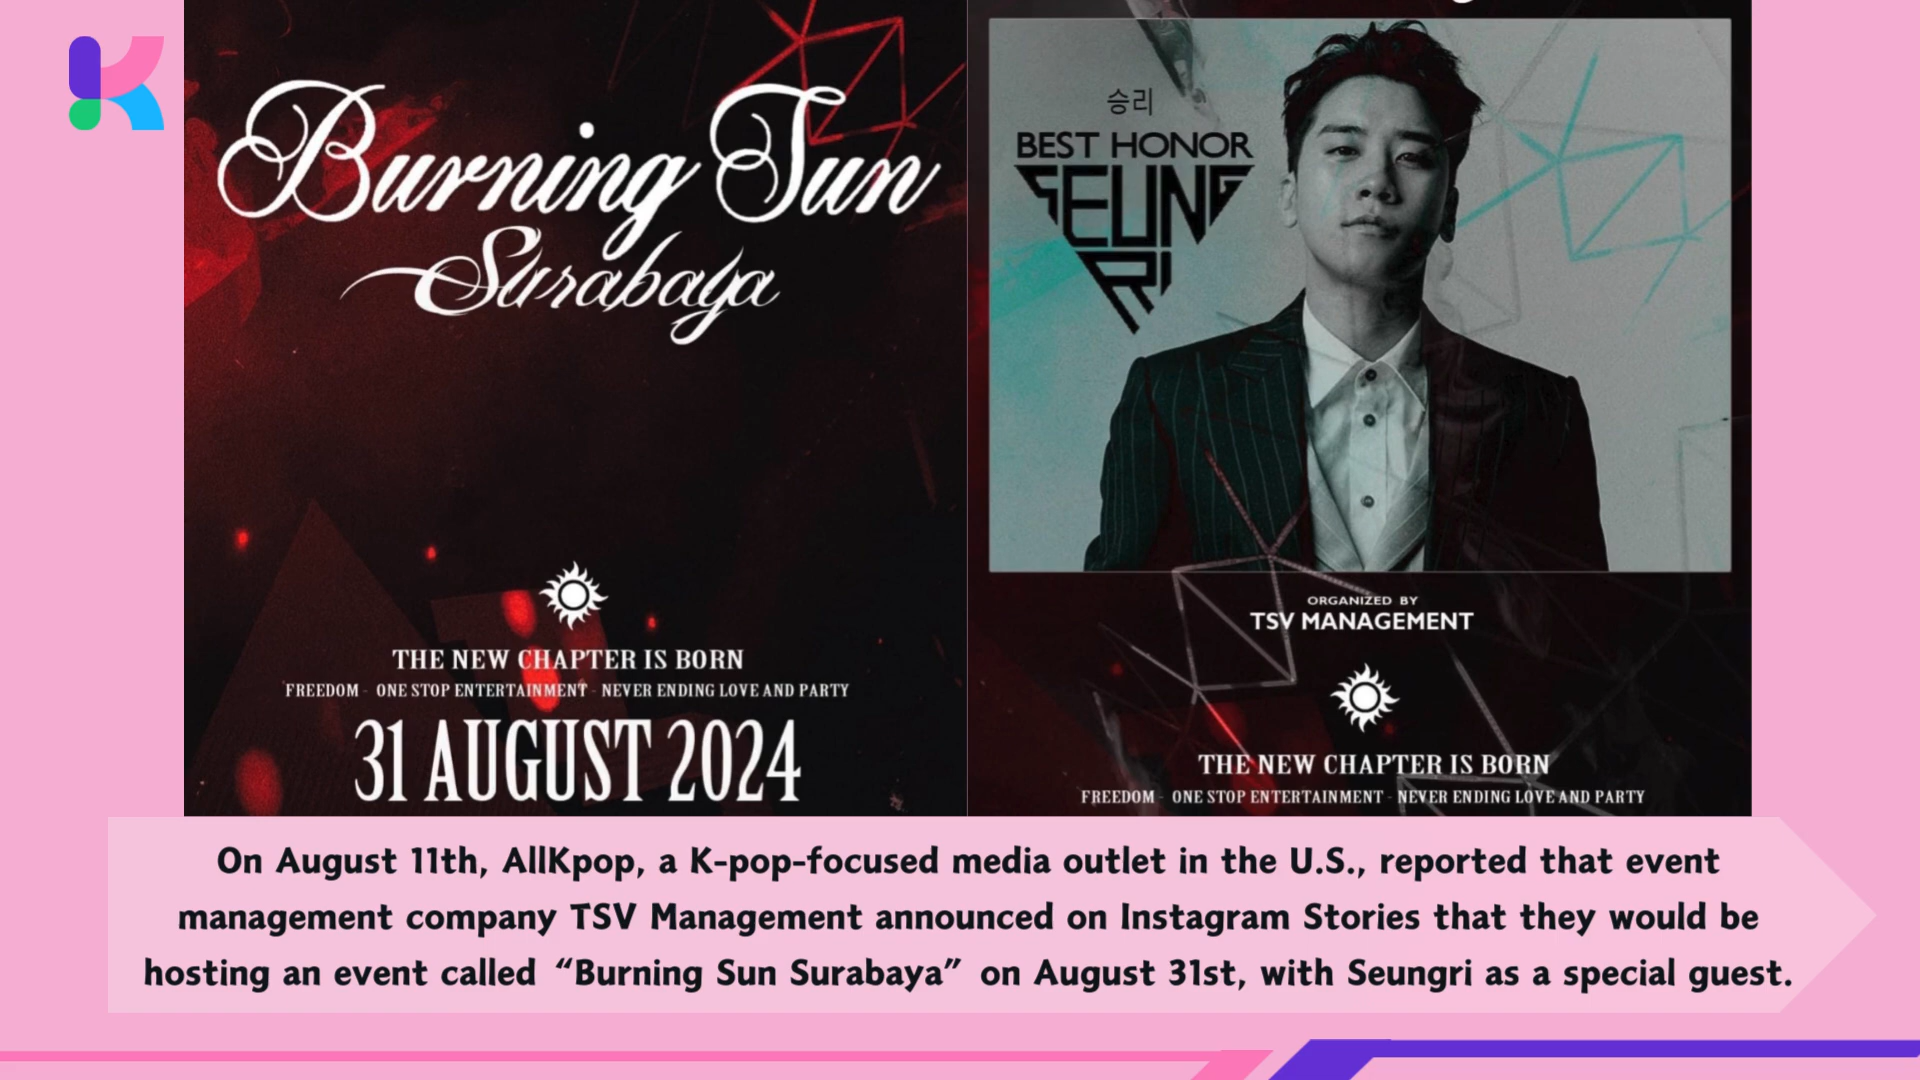 Burning Sun
Surabaya
THE NEW CHAPTER IS BORN
FREEDOM - ONE STOP ENTERTAINMENT - NEVER ENDING LOVE AND PARTY
31 AUGUST 2024
승리
BEST HONOR
SEUNG
RI
ORGANIZED BY
TSV MANAGEMENT
THE NEW CHAPTER IS BORN
FREEDOM - ONE STOP ENTERTAINMENT - NEVER ENDING LOVE AND PARTY
On August 11th, AllKpop, a K-pop-focused media outlet in the U.S., reported that event
management company TSV Management announced on Instagram Stories that they would be
hosting an event called “Burning Sun Surabaya” on August 31st, with Seungri as a special guest.